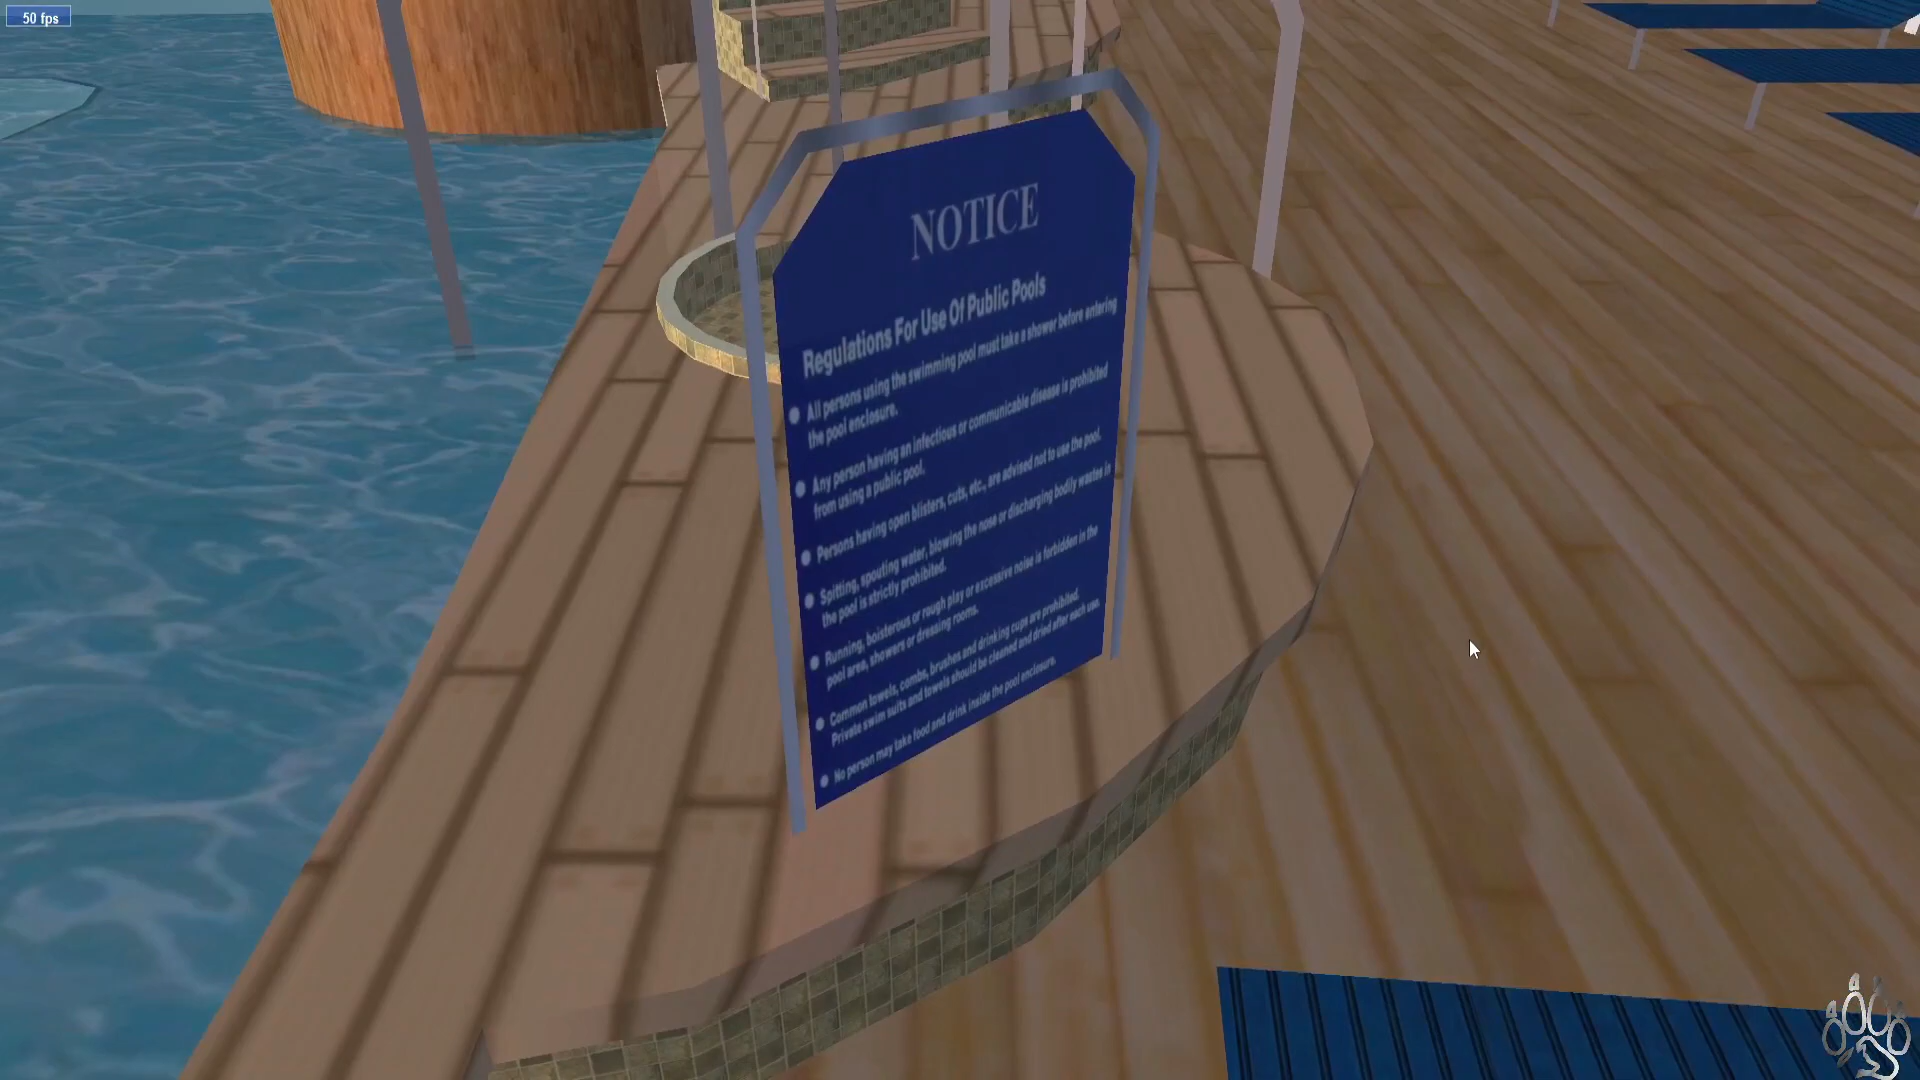 50 fps
NOTICE
Regulations For Use Of Public Pools
All persons using the swimming pool must take a shower before entering
the pool enclosure.
Any person having an infectious or communicable disease is prohibited
from using a public pool.
Persons having open blisters, cuts, etc., are advised not to use the pool.
Spitting, spouting water, blowing the nose or discharging bodily wastes in
the pool is strictly prohibited.
Running, boisterous or rough play or excessive noise is forbidden in the
pool area, showers or dressing rooms.
Common towels, combs, brushes and drinking cups are prohibited.
Private swim suits and towels should be cleaned and dried after each use.
No person may take food and drink inside the pool enclosure.